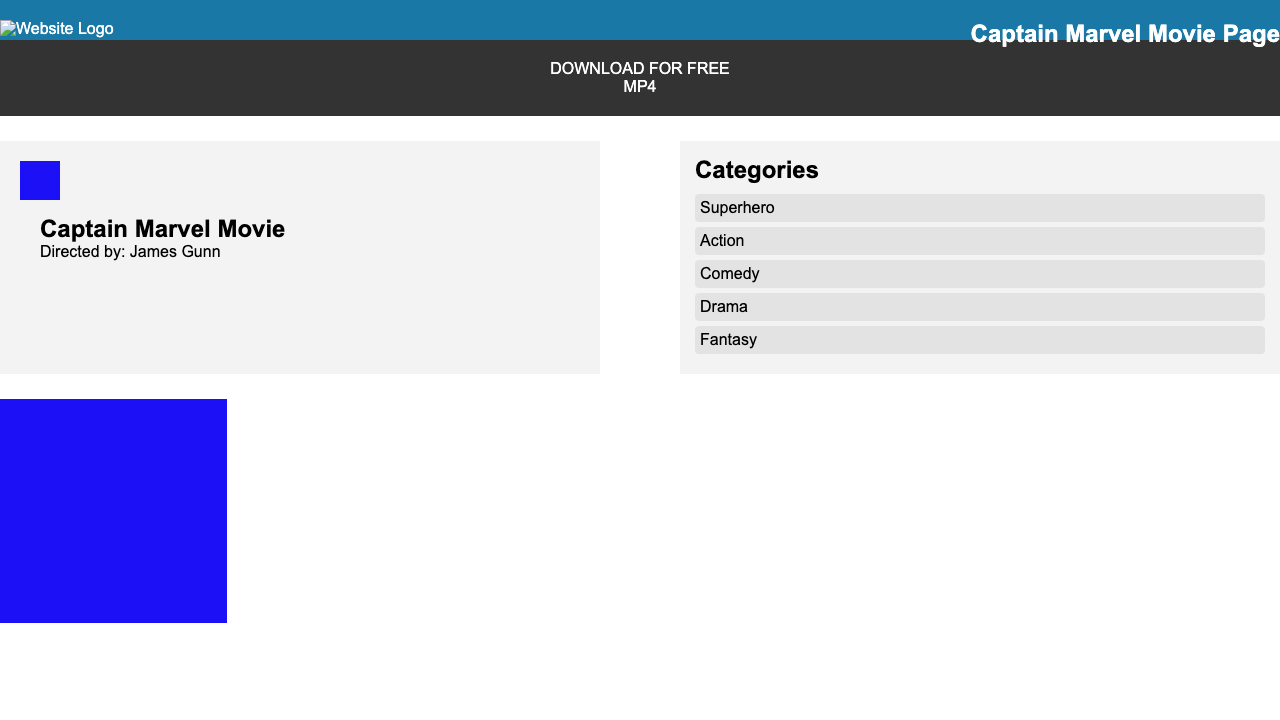 Website Logo
Captain Marvel Movie Page
DOWNLOAD FOR FREE
MP4
Captain Marvel Movie
Directed by: James Gunn
Categories
Superhero
Action
Comedy
Drama
Fantasy